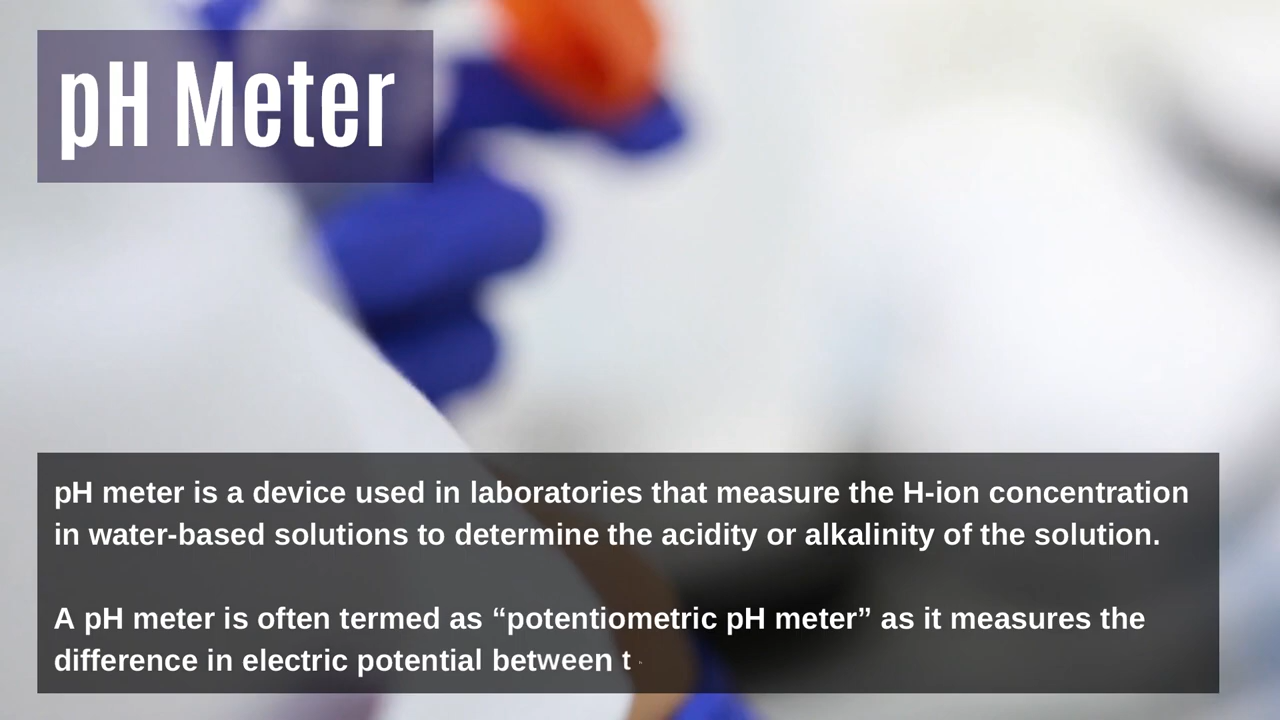 pH Meter
pH meter is a device used in laboratories that measure the H-ion concentration
in water-based solutions to determine the acidity or alkalinity of the solution.
A pH meter is often termed as “potentiometric pH meter” as it measures the
difference in electric potential between t